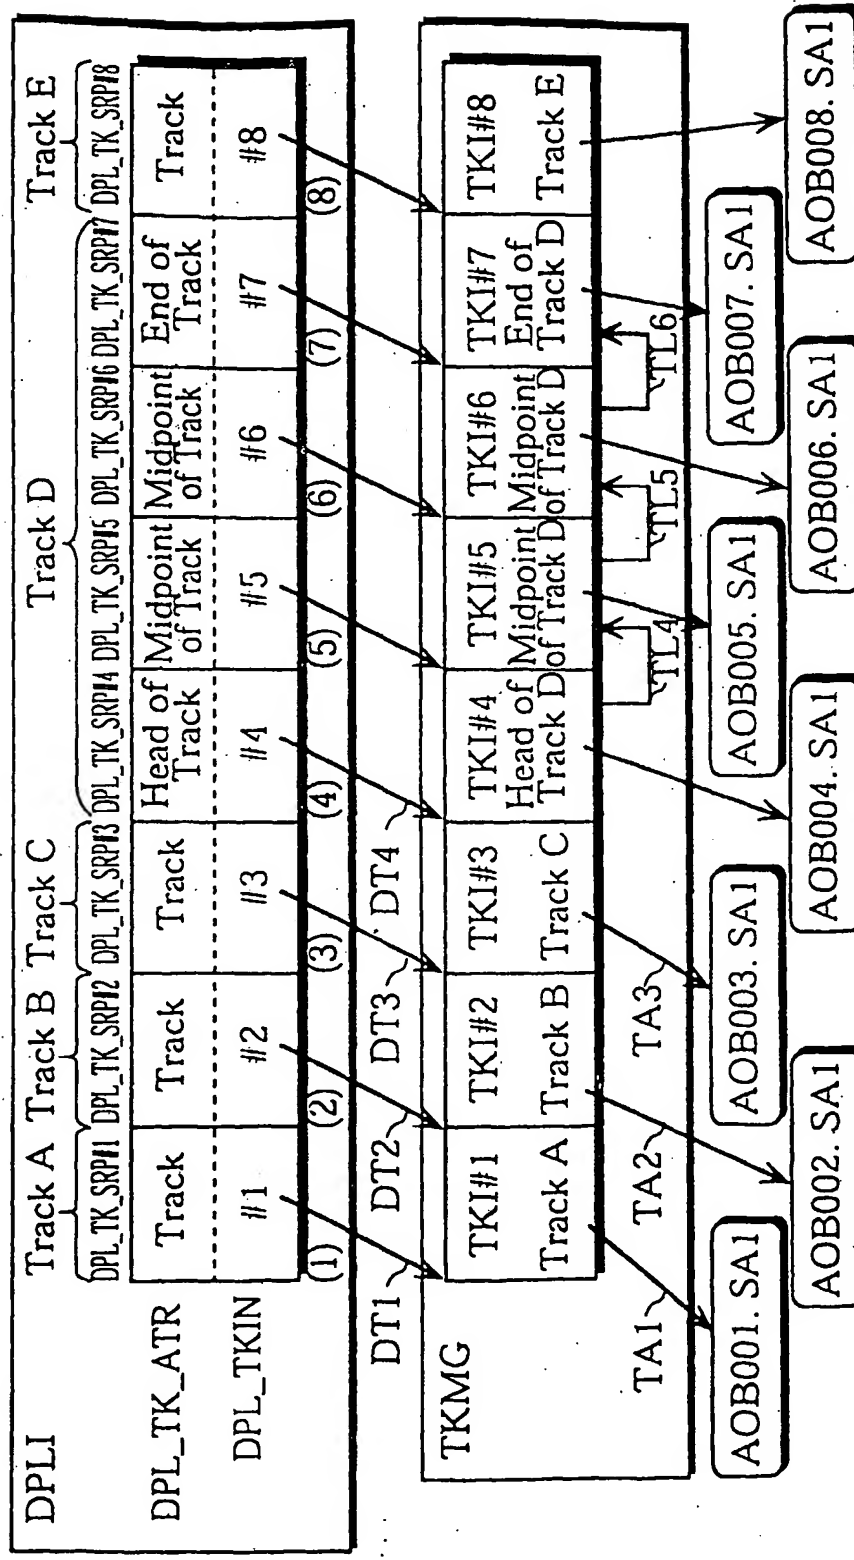 DPLI
Track A
Track B
Track C
Track D
Track E
DPL_TK_SRP#1
DPL_TK_SRP#2
DPL_TK_SRP#3
DPL_TK_SRP#4
DPL_TK_SRP#5
DPL_TK_SRP#6
DPL_TK_SRP#7
DPL_TK_SRP#8
DPL_TK_ATR
Track
Track
Track
Head of
Track
Midpoint
of Track
Midpoint
of Track
End of
Track
Track
DPL_TKIN
#1
#2
#3
#4
#5
#6
#7
#8
(1)
(2)
(3)
(4)
(5)
(6)
(7)
(8)
DT1
DT2
DT3
DT4
TKMG
TKI#1
Track A
TKI#2
Track B
TKI#3
Track C
TKI#4
Head of
Track D
TKI#5
Midpoint
of Track D
TKI#6
Midpoint
of Track D
TKI#7
End of
Track D
TKI#8
Track E
TA1
TA2
TA3
TL4
TL5
TL6
AOB001. SA1
AOB002. SA1
AOB003. SA1
AOB004. SA1
AOB005. SA1
AOB006. SA1
AOB007. SA1
AOB008. SA1